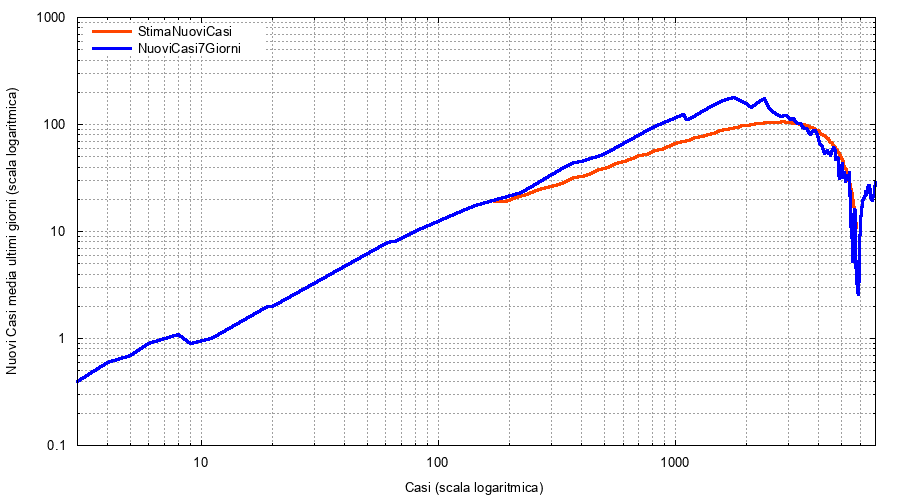 Nuovi Casi media ultimi giorni (scala logaritmica)
1000
100
10
1
0.1
StimaNuoviCasi
NuoviCasi7Giorni
10
100
1000
Casi (scala logaritmica)